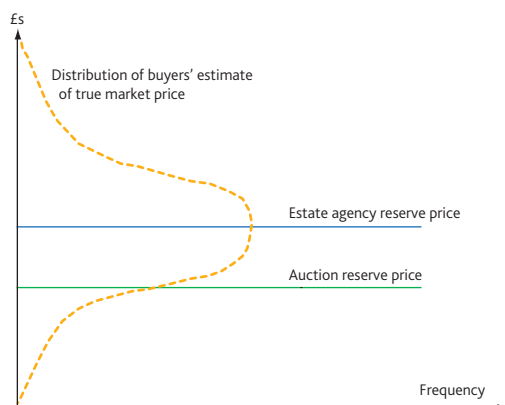 £s
Distribution of buyers' estimate
of true market price
Estate agency reserve price
Auction reserve price
Frequency